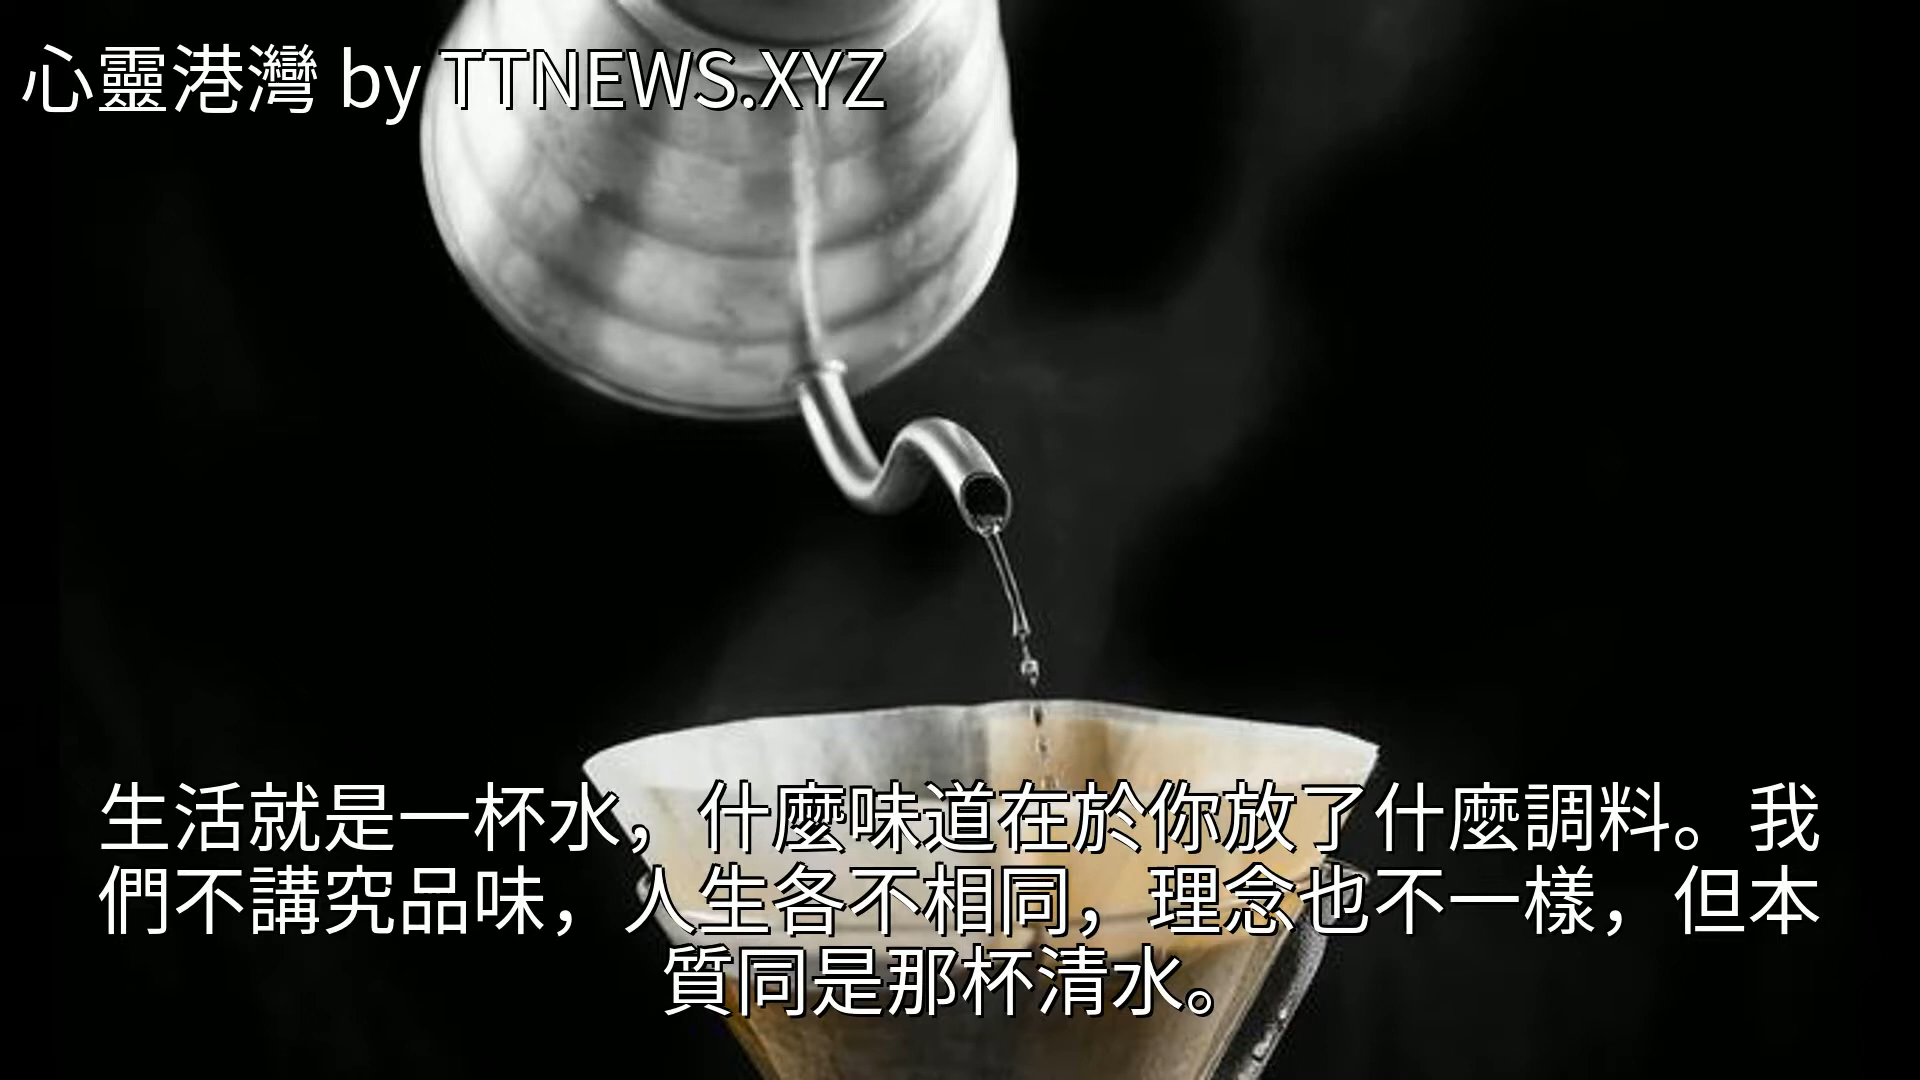 心靈港灣 by TTNEWS.XYZ
生活就是一杯水，什麼味道在於你放了什麼調料。我
們不講究品味，人生各不相同，理念也不一樣，但本
質同是那杯清水。